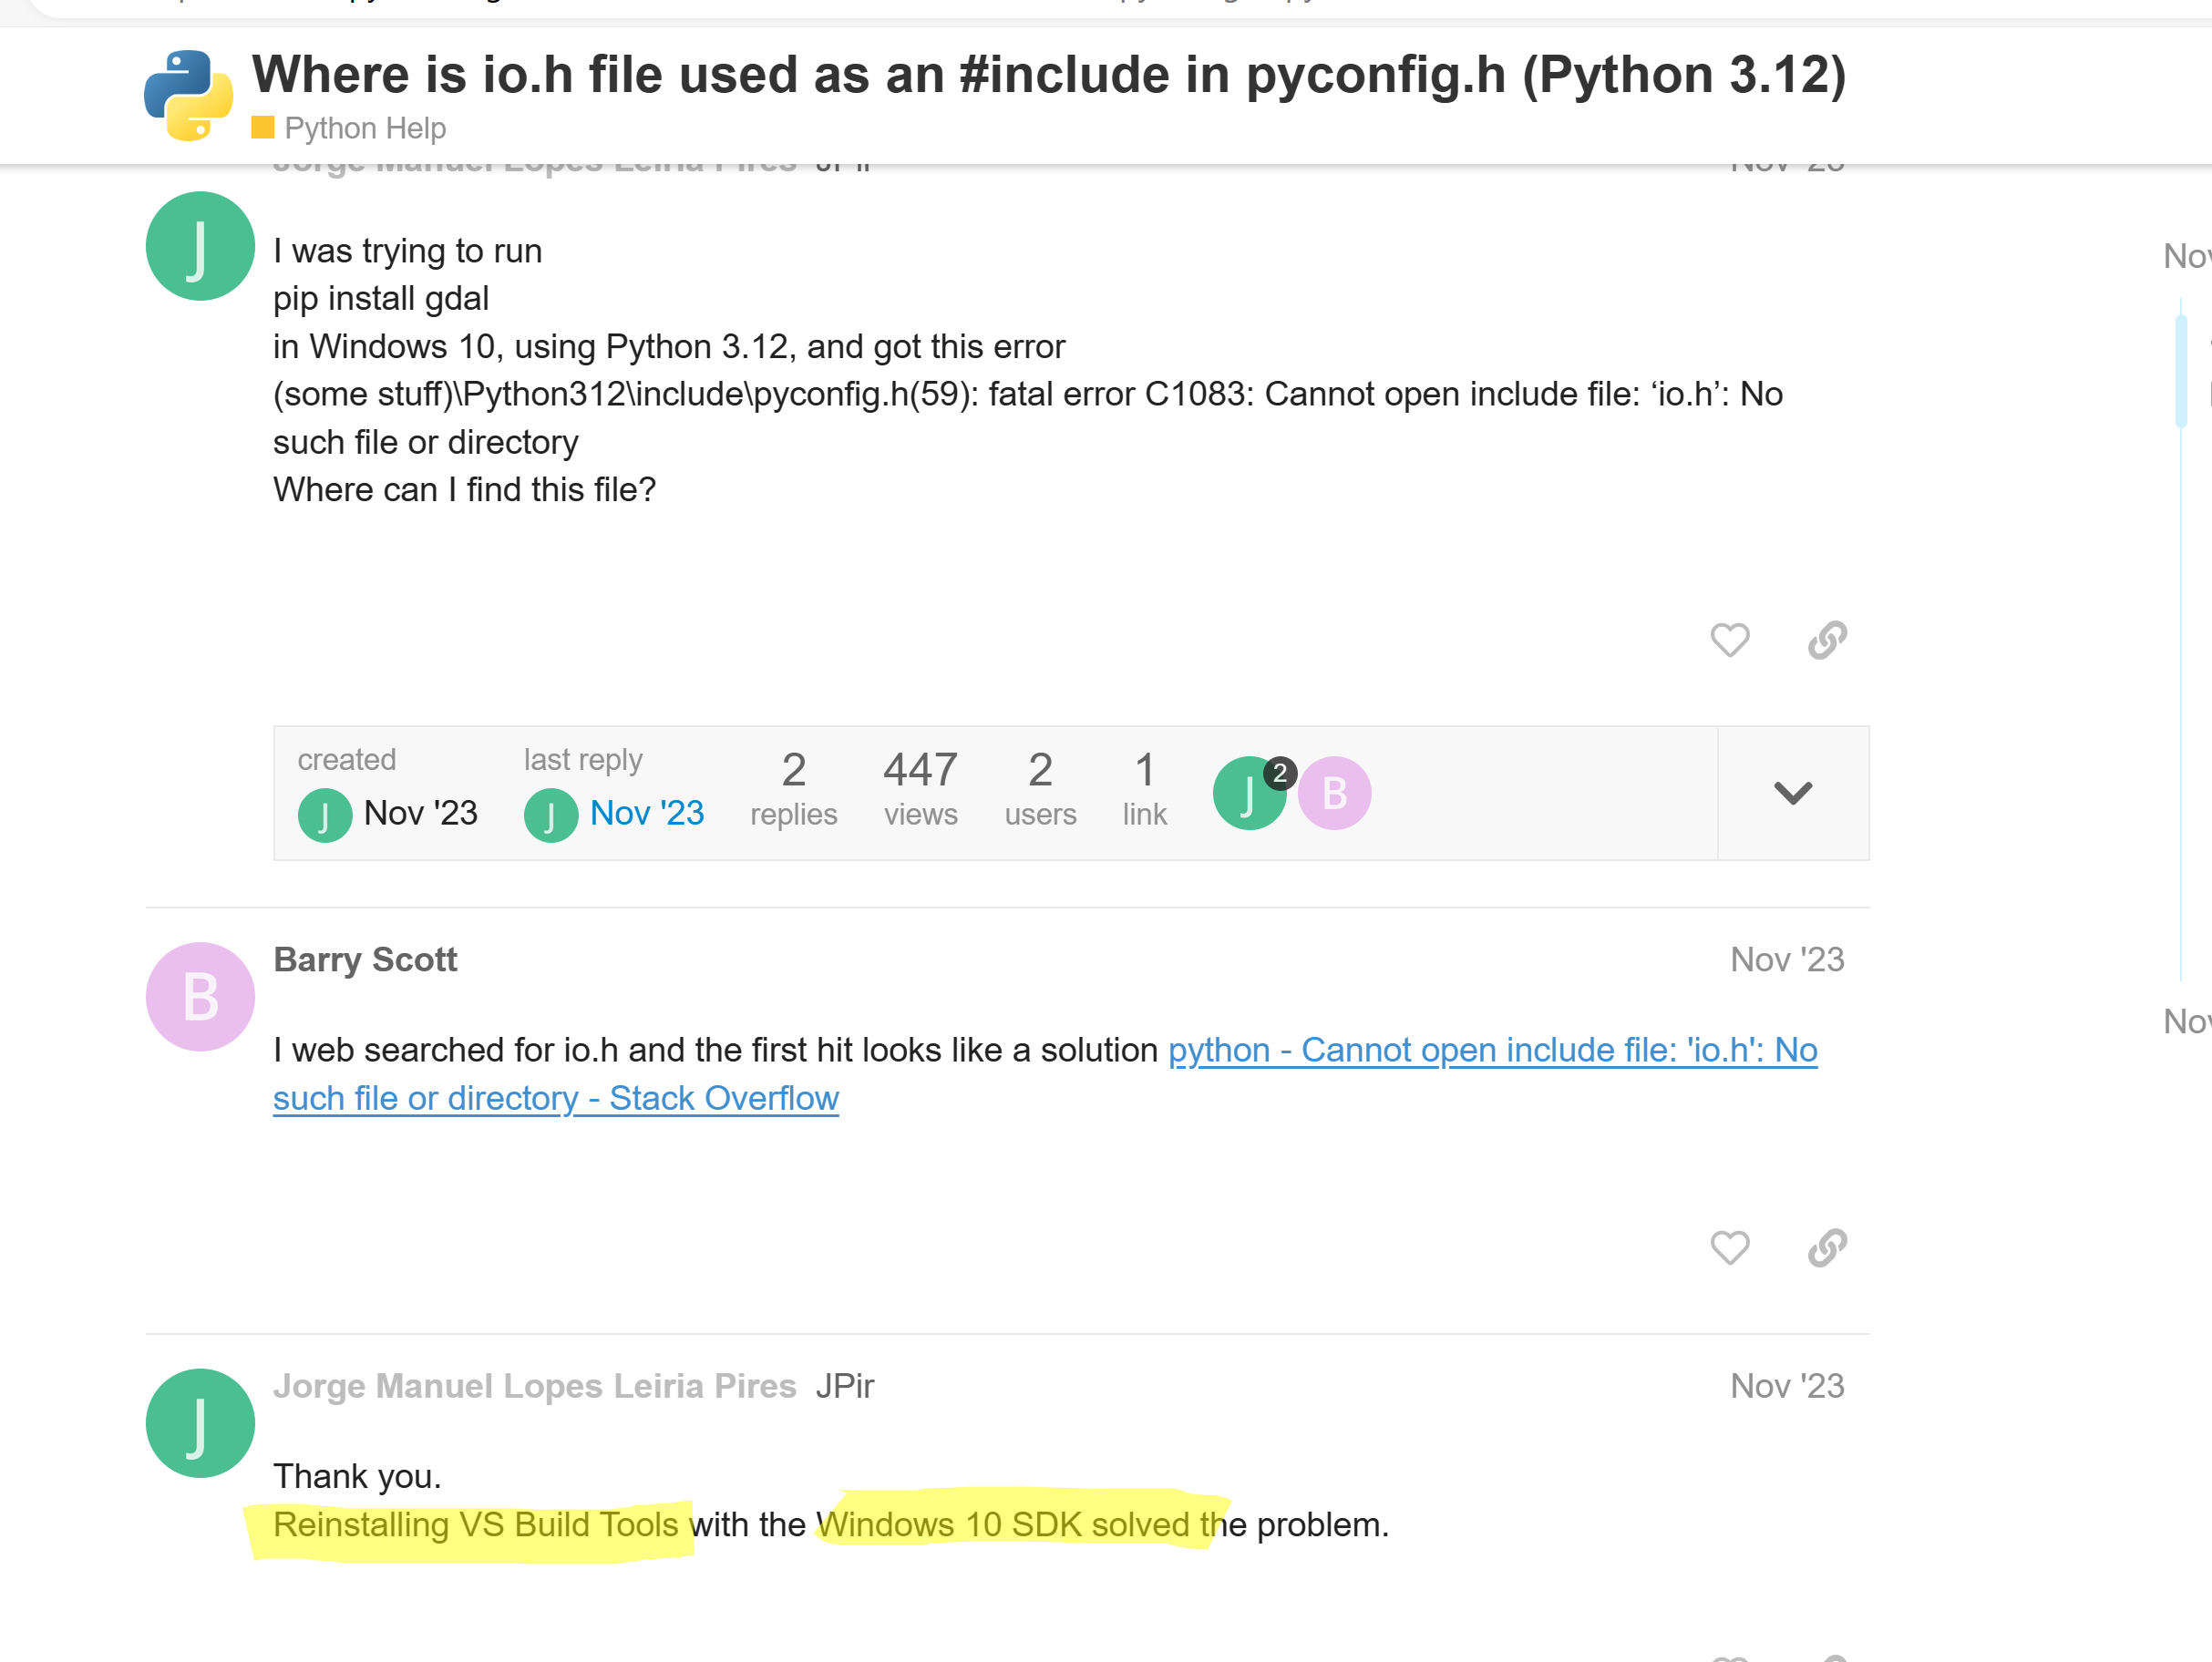 Where is io.h file used as an #include in pyconfig.h (Python 3.12)
Python Help
Jorge Manuel Lopes Leiria Pires JPir
J
I was trying to run
pip install gdal
in Windows 10, using Python 3.12, and got this error
(some stuff)\Python312\include\pyconfig.h(59): fatal error C1083: Cannot open include file: ‘io.h’: No
such file or directory
Where can I find this file?
created
J Nov '23
last reply
J Nov '23
2
replies
447
views
2
users
1
link
J 2 B
B
Barry Scott Nov '23
I web searched for io.h and the first hit looks like a solution python - Cannot open include file: 'io.h': No
such file or directory - Stack Overflow
J
Jorge Manuel Lopes Leiria Pires JPir Nov '23
Thank you.
Reinstalling VS Build Tools with the Windows 10 SDK solved the problem.